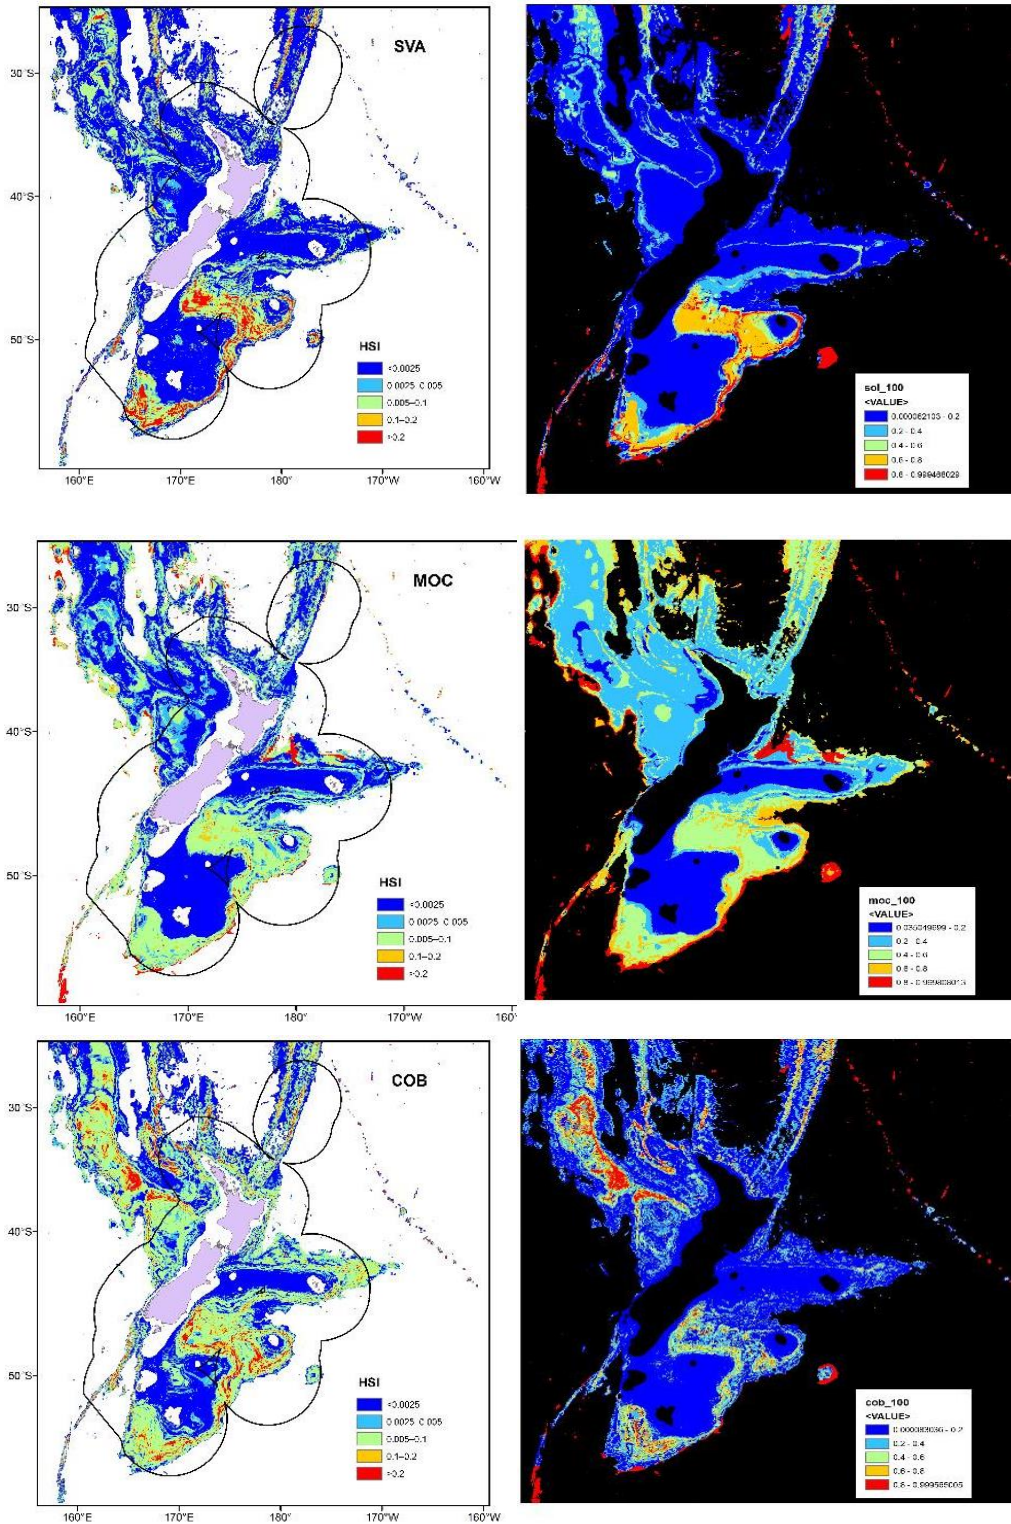 SVA
30°S
40°S
50°S
HSI
<0.0025
0.0025 0.005
0.005–0.1
0.1–0.2
>0.2
160°E 170°E 180° 170°W 160°W
sol_100
<VALUE>
0.2 - 0.4
0.4 - 0.6
0.6 - 0.8
MOC
30°S
40°S
50°S
HSI
<0.0025
0.0025 0.005
0.005–0.1
0.1–0.2
>0.2
160°E 170°E 180° 170°W 160°
moc_100
<VALUE>
0.2 - 0.4
0.4 - 0.6
0.6 - 0.8
COB
30°S
40°S
50°S
HSI
<0.0025
0.0025 0.005
0.005–0.1
0.1–0.2
>0.2
160°E 170°E 180° 170°W 160°W
cob_100
<VALUE>
0.2 - 0.4
0.4 - 0.6
0.6 - 0.8